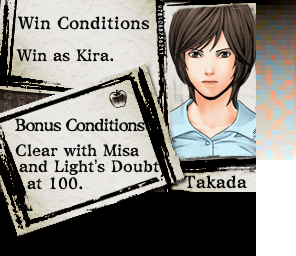 Win Conditions
Win as Kira.
Bonus Conditions
Clear with Misa
and Light's Doubt
at 100.
Takada